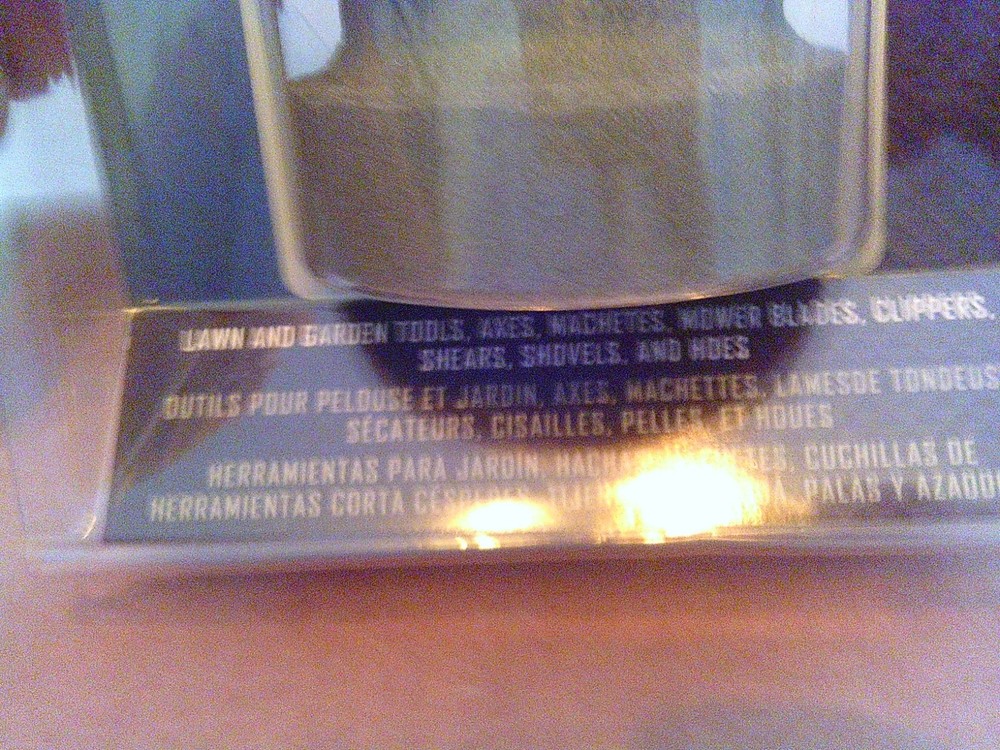 LAWN AND GARDEN TOOLS, AXES, MACHETES, MOWER BLADES, CLIPPERS,
SHEARS, SHOVELS, AND HOES
OUTILS POUR PELOUSE ET JARDIN, AXES, MACHETTES, LAMESDE TONDEUS
SÉCATEURS, CISAILLES, PELLES, ET HOUES
HERRAMIENTAS PARA JARDIN, CUCHILLAS DE
HERRAMIENTAS CORTA PALAS Y AZADO